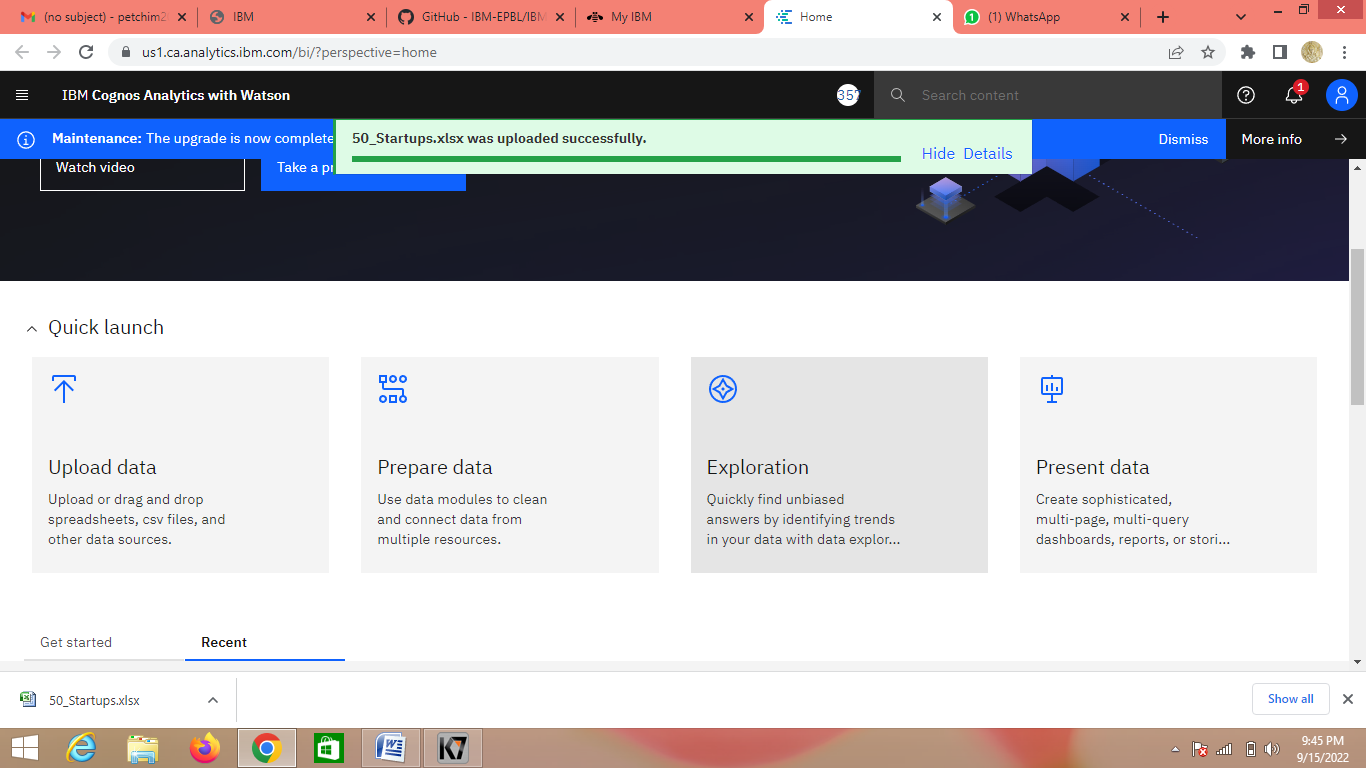 (no subject) - petchim2
IBM
GitHub - IBM-EPBL/IBM
My IBM
Home
(1) WhatsApp
us1.ca.analytics.ibm.com/bi/?perspective=home
IBM Cognos Analytics with Watson
357
Search content
1
Maintenance: The upgrade is now complete
50_Startups.xlsx was uploaded successfully.
Hide Details
Dismiss
More info
Watch video
Take a pr
Quick launch
Upload data
Upload or drag and drop
spreadsheets, csv files, and
other data sources.
Prepare data
Use data modules to clean
and connect data from
multiple resources.
Exploration
Quickly find unbiased
answers by identifying trends
in your data with data explor...
Present data
Create sophisticated,
multi-page, multi-query
dashboards, reports, or stori...
Get started
Recent
50_Startups.xlsx
Show all
K7
9:45 PM
9/15/2022